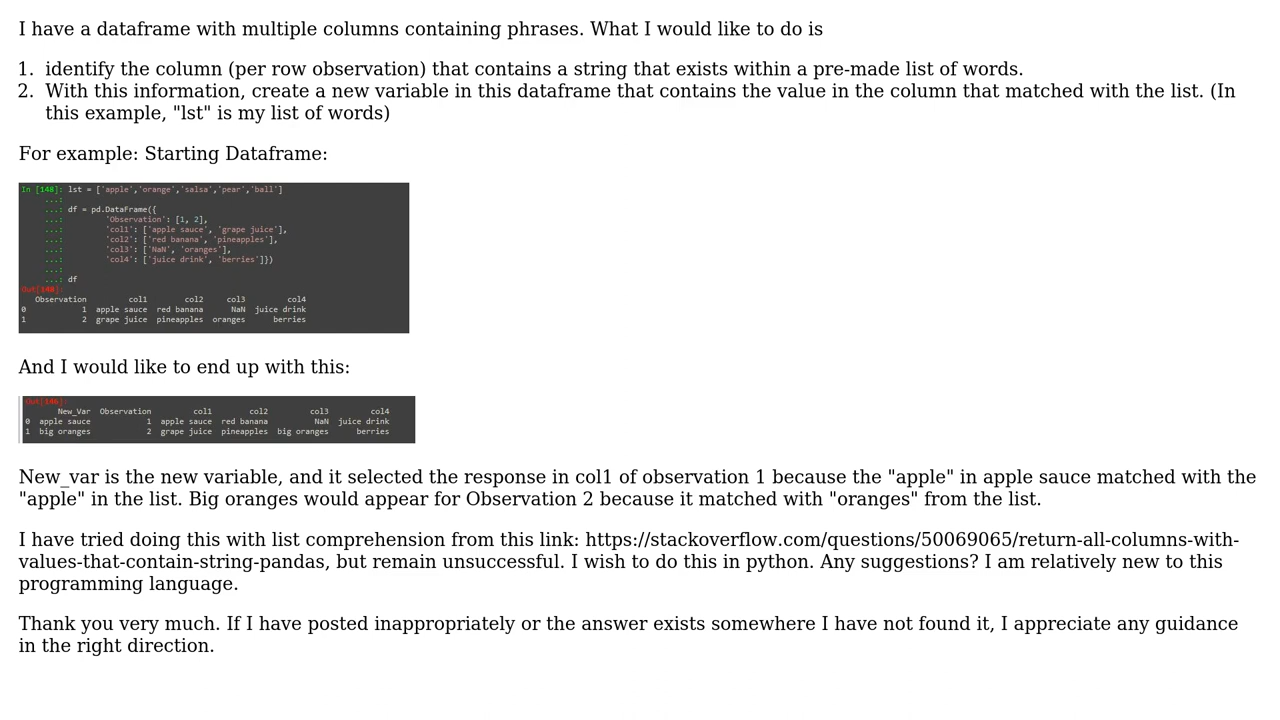 I have a dataframe with multiple columns containing phrases. What I would like to do is
1. identify the column (per row observation) that contains a string that exists within a pre-made list of words.
2. With this information, create a new variable in this dataframe that contains the value in the column that matched with the list. (In
this example, "lst" is my list of words)
For example: Starting Dataframe:
In [148]: lst = ['apple','orange','salsa','pear','ball']
...:
...: df = pd.DataFrame({
...: 'Observation': [1, 2],
...: 'col1': ['apple sauce', 'grape juice'],
...: 'col2': ['red banana', 'pineapples'],
...: 'col3': ['NaN', 'oranges'],
...: 'col4': ['juice drink', 'berries']})
...:
...: df
Out[148]:
Observation col1 col2 col3 col4
0 1 apple sauce red banana NaN juice drink
1 2 grape juice pineapples oranges berries
And I would like to end up with this:
Out[146]:
New_Var Observation col1 col2 col3 col4
0 apple sauce 1 apple sauce red banana NaN juice drink
1 big oranges 2 grape juice pineapples big oranges berries
New_var is the new variable, and it selected the response in col1 of observation 1 because the "apple" in apple sauce matched with the
"apple" in the list. Big oranges would appear for Observation 2 because it matched with "oranges" from the list.
I have tried doing this with list comprehension from this link: https://stackoverflow.com/questions/50069065/return-all-columns-with-
values-that-contain-string-pandas, but remain unsuccessful. I wish to do this in python. Any suggestions? I am relatively new to this
programming language.
Thank you very much. If I have posted inappropriately or the answer exists somewhere I have not found it, I appreciate any guidance
in the right direction.